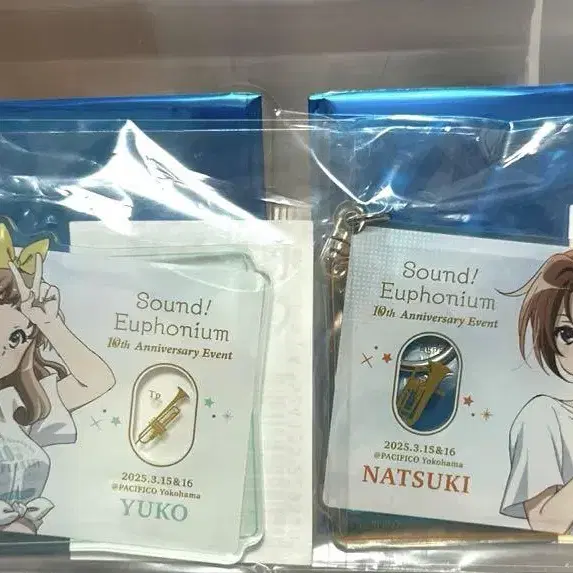 Sound!
Euphonium
10th Anniversary Event
Tp
2025.3.15&16
@PACIFICO Yokohama
YUKO
Sound!
Euphonium
10th Anniversary Event
2025.3.15&16
@PACIFICO Yokohama
NATSUKI